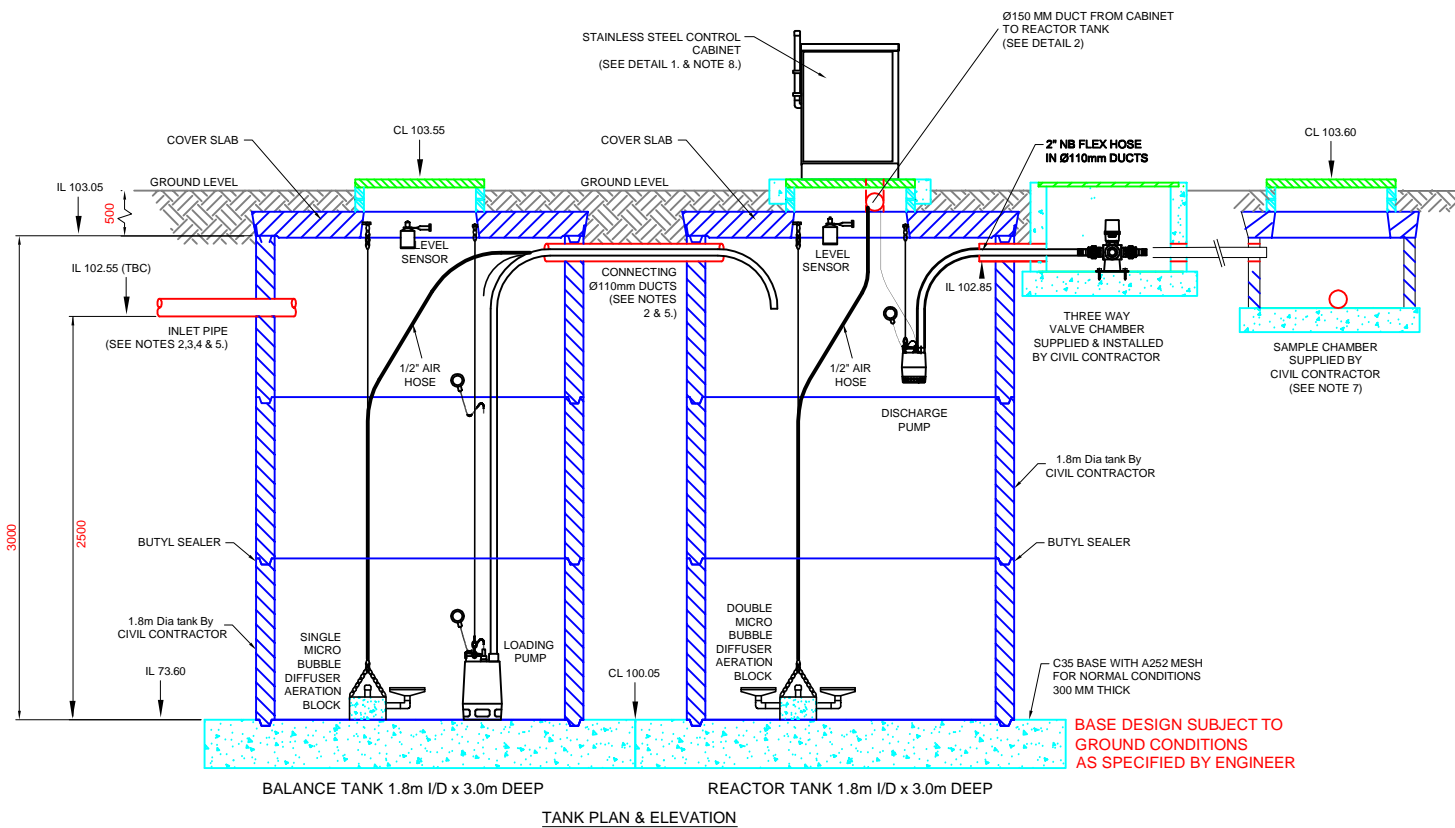 Ø150 MM DUCT FROM CABINET
TO REACTOR TANK
(SEE DETAIL 2)
STAINLESS STEEL CONTROL
CABINET
(SEE DETAIL 1. & NOTE 8.)
CL 103.55
COVER SLAB
COVER SLAB
2" NB FLEX HOSE
IN Ø110mm DUCTS
CL 103.60
IL 103.05
GROUND LEVEL
GROUND LEVEL
500
LEVEL
SENSOR
LEVEL
SENSOR
IL 102.55 (TBC)
CONNECTING
Ø110mm DUCTS
(SEE NOTES
2 & 5.)
IL 102.85
INLET PIPE
(SEE NOTES 2,3,4 & 5.)
THREE WAY
VALVE CHAMBER
SUPPLIED & INSTALLED
BY CIVIL CONTRACTOR
SAMPLE CHAMBER
SUPPLIED BY
CIVIL CONTRACTOR
(SEE NOTE 7)
1/2" AIR
HOSE
1/2" AIR
HOSE
DISCHARGE
PUMP
1.8m Dia tank By
CIVIL CONTRACTOR
3000
2500
BUTYL SEALER
BUTYL SEALER
1.8m Dia tank By
CIVIL CONTRACTOR
SINGLE
MICRO
BUBBLE
DIFFUSER
AERATION
BLOCK
LOADING
PUMP
DOUBLE
MICRO
BUBBLE
DIFFUSER
AERATION
BLOCK
IL 73.60
CL 100.05
C35 BASE WITH A252 MESH
FOR NORMAL CONDITIONS
300 MM THICK
BASE DESIGN SUBJECT TO
GROUND CONDITIONS
AS SPECIFIED BY ENGINEER
BALANCE TANK 1.8m I/D x 3.0m DEEP
REACTOR TANK 1.8m I/D x 3.0m DEEP
TANK PLAN & ELEVATION